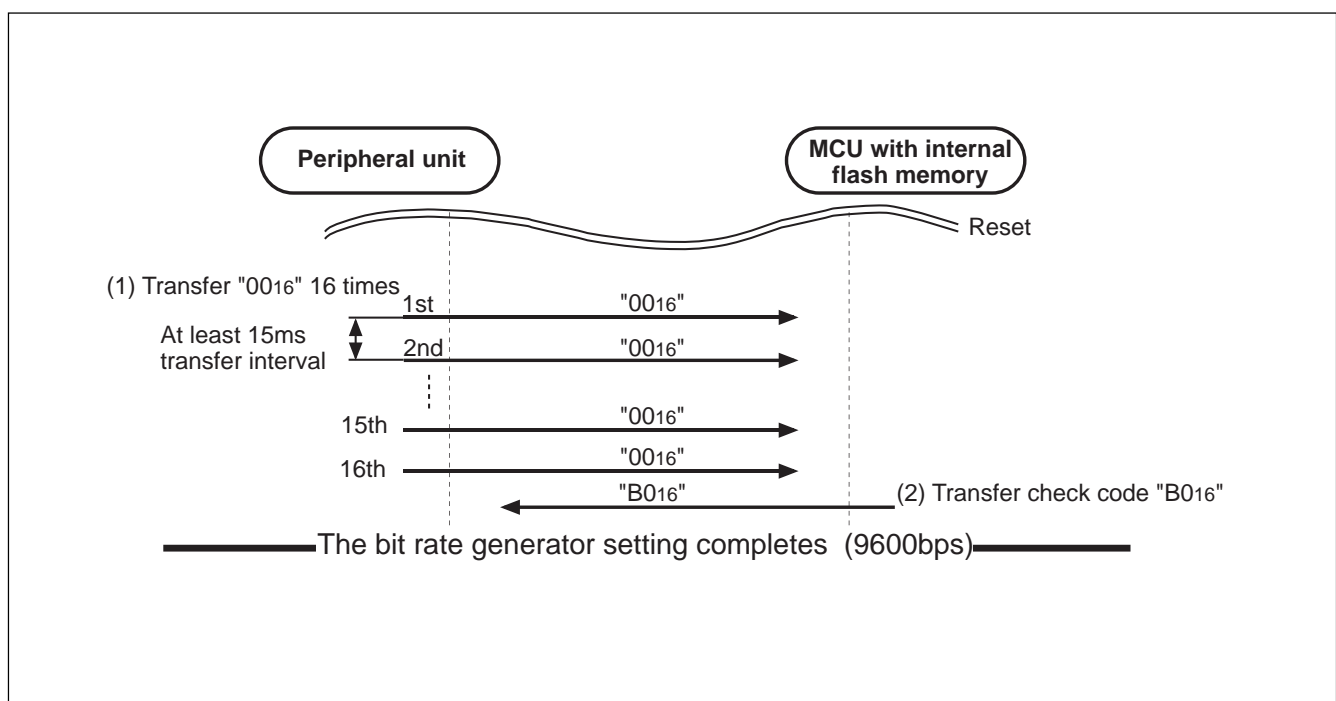 Peripheral unit
MCU with internal
flash memory
Reset
(1) Transfer "0016" 16 times
1st
"0016"
At least 15ms
transfer interval
2nd
"0016"
15th
"0016"
16th
"0016"
"B016"
(2) Transfer check code "B016"
The bit rate generator setting completes (9600bps)